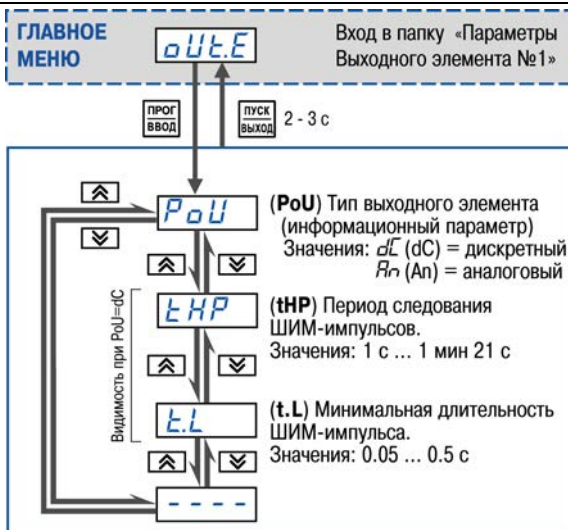 ГЛАВНОЕ
МЕНЮ
oUt.E
Вход в папку «Параметры
Выходного элемента №1»
ПРОГ
ВВОД
ПУСК
ВЫХОД
2 - 3 с
PoU
(PoU) Тип выходного элемента
(информационный параметр)
Значения: dC (dC) = дискретный
An (An) = аналоговый
Видимость при PoU=dC
tHP
(tHP) Период следования
ШИМ-импульсов.
Значения: 1 с ... 1 мин 21 с
t.L
(t.L) Минимальная длительность
ШИМ-импульса.
Значения: 0.05 ... 0.5 с
- - - -